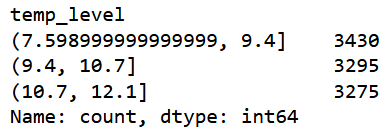 temp_level
(7.598999999999999, 9.4]    3430
(9.4, 10.7]                 3295
(10.7, 12.1]                3275
Name: count, dtype: int64